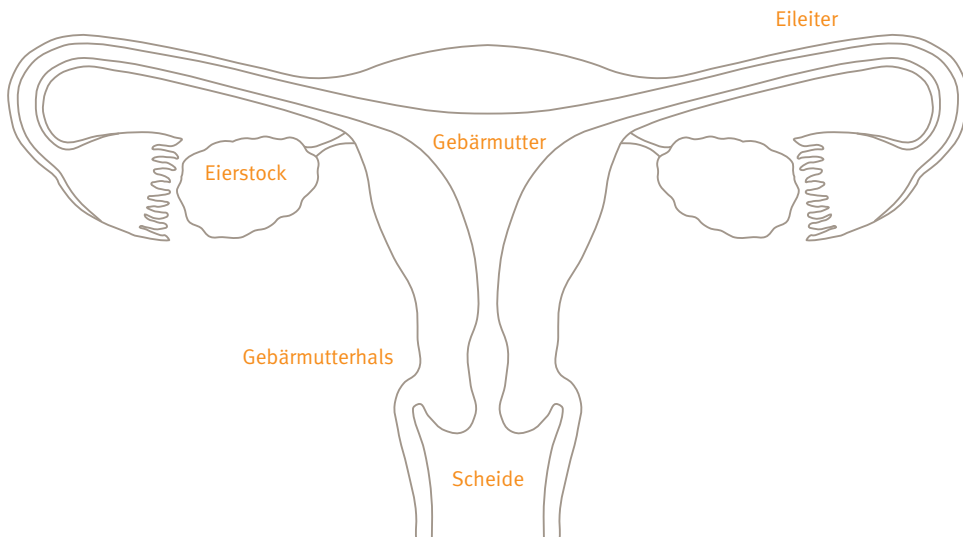 Eileiter
Gebärmutter
Eierstock
Gebärmutterhals
Scheide